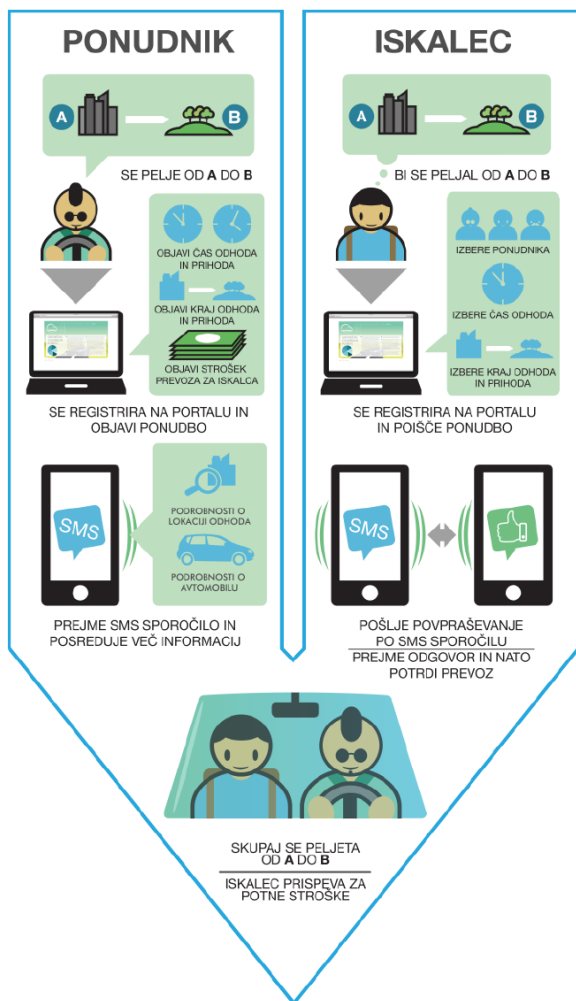 PONUDNIK
A
B
SE PELJE OD A DO B
OBJAVI ČAS ODHODA
IN PRIHODA
OBJAVI KRAJ ODHODA
IN PRIHODA
OBJAVI STROŠEK
PREVOZA ZA ISKALCA
SE REGISTRIRA NA PORTALU IN
OBJAVI PONUDBO
SMS
PODROBNOSTI O
LOKACIJI ODHODA
PODROBNOSTI O
AVTOMOBILU
PREJME SMS SPOROČILO IN
POSREDUJE VEČ INFORMACIJ
ISKALEC
A
B
BI SE PELJAL OD A DO B
IZBERE PONUDNIKA
IZBERE ČAS ODHODA
IZBERE KRAJ ODHODA
IN PRIHODA
SE REGISTRIRA NA PORTALU
IN POIŠČE PONUDBO
SMS
POŠLJE POVPRAŠEVANJE
PO SMS SPOROČILU
PREJME ODGOVOR IN NATO
POTRDI PREVOZ
SKUPAJ SE PELJETA
OD A DO B
ISKALEC PRISPEVA ZA
POTNE STROŠKE